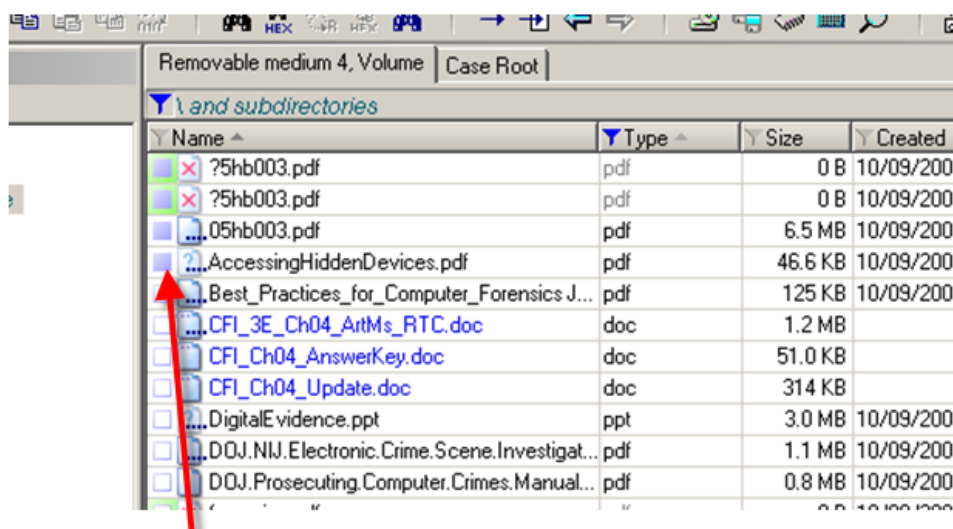 HEX HEX
Removable medium 4, Volume Case Root
\ and subdirectories
Name Type Size Created
?5hb003.pdf pdf 0 B 10/09/200
?5hb003.pdf pdf 0 B 10/09/200
05hb003.pdf pdf 6.5 MB 10/09/200
AccessingHiddenDevices.pdf pdf 46.6 KB 10/09/200
Best_Practices_for_Computer_Forensics J... pdf 125 KB 10/09/200
CFI_3E_Ch04_ArtMs_RTC.doc doc 1.2 MB
CFI_Ch04_AnswerKey.doc doc 51.0 KB
CFI_Ch04_Update.doc doc 314 KB
DigitalEvidence.ppt ppt 3.0 MB 10/09/200
DOJ.NIJ.Electronic.Crime.Scene.Investigat... pdf 1.1 MB 10/09/200
DOJ.Prosecuting.Computer.Crimes.Manual... pdf 0.8 MB 10/09/200